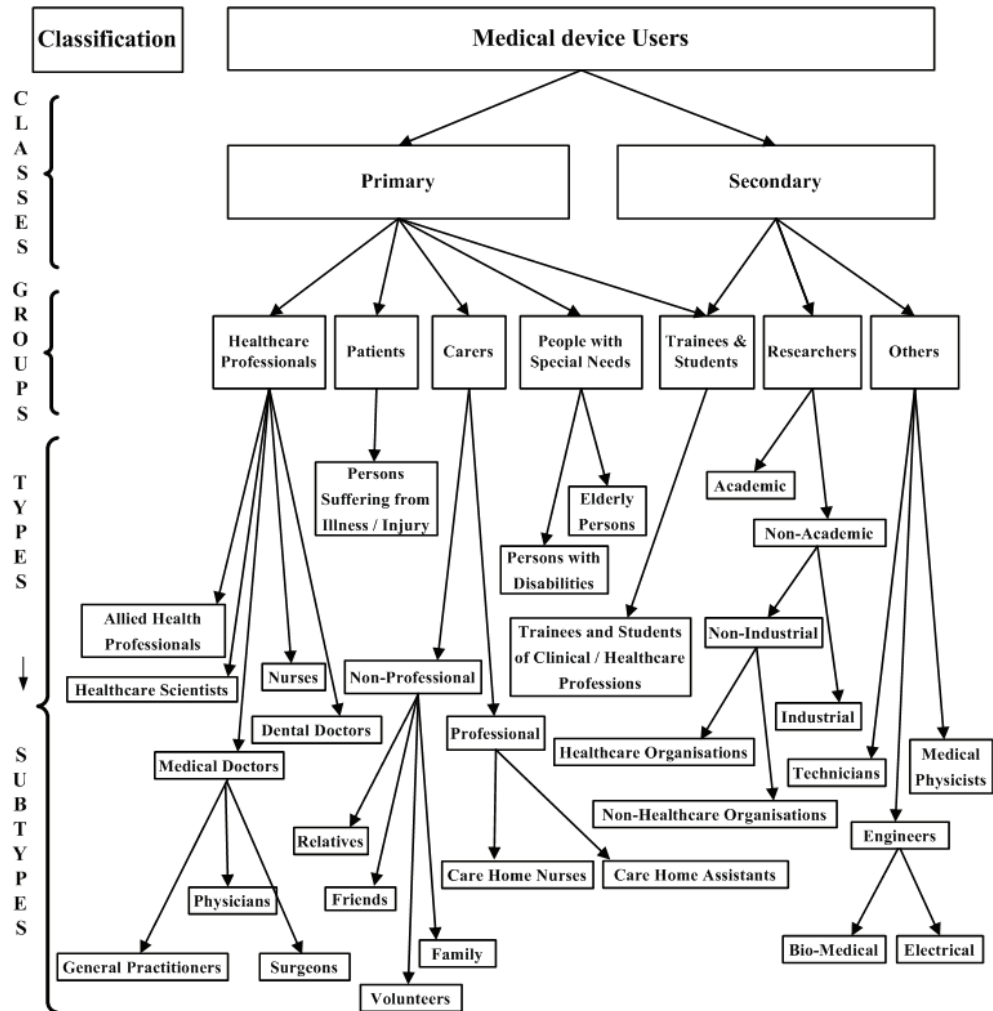 Classification
Medical device Users
CLASSES
Primary
Secondary
GROUPS
Healthcare
Professionals
Patients
Carers
People with
Special Needs
Trainees &
Students
Researchers
Others
TYPES
Persons
Suffering from
Illness / Injury
Elderly
Persons
Academic
Non-Academic
Persons with
Disabilities
Allied Health
Professionals
Trainees and Students
of Clinical / Healthcare
Professions
Non-Industrial
Healthcare Scientists
Nurses
Non-Professional
Industrial
Dental Doctors
Professional
SUBTYPES
Medical Doctors
Healthcare Organisations
Technicians
Medical
Physicists
Non-Healthcare Organisations
Relatives
Engineers
Care Home Nurses
Care Home Assistants
Physicians
Friends
General Practitioners
Surgeons
Family
Bio-Medical
Electrical
Volunteers